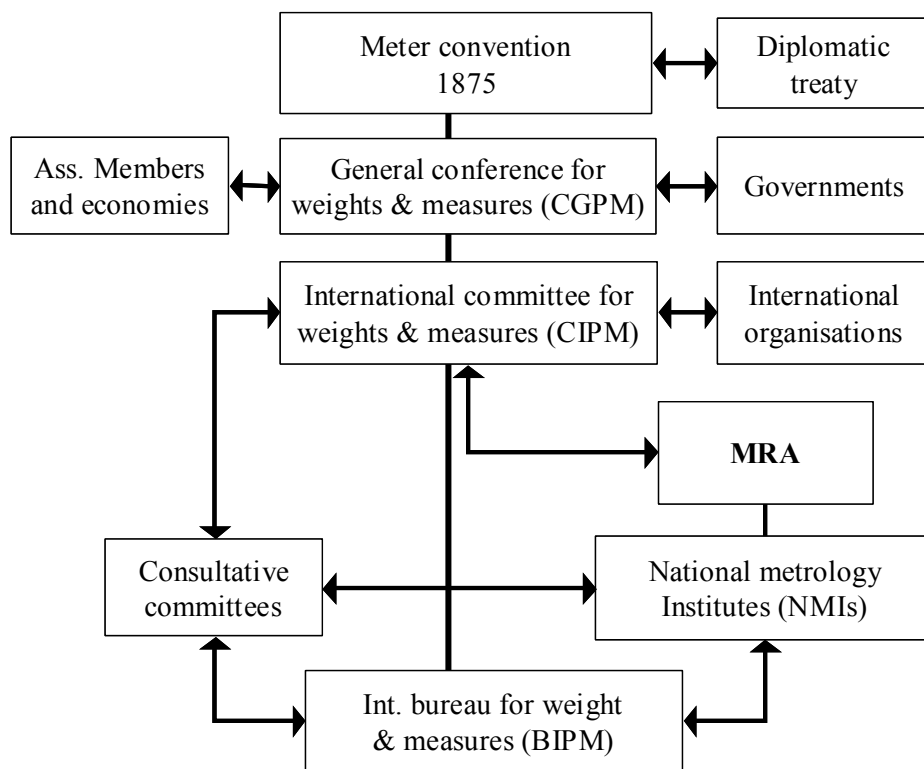 Meter convention
1875
Diplomatic
treaty
Ass. Members
and economies
General conference for
weights & measures (CGPM)
Governments
International committee for
weights & measures (CIPM)
International
organisations
MRA
Consultative
committees
National metrology
Institutes (NMIs)
Int. bureau for weight
& measures (BIPM)